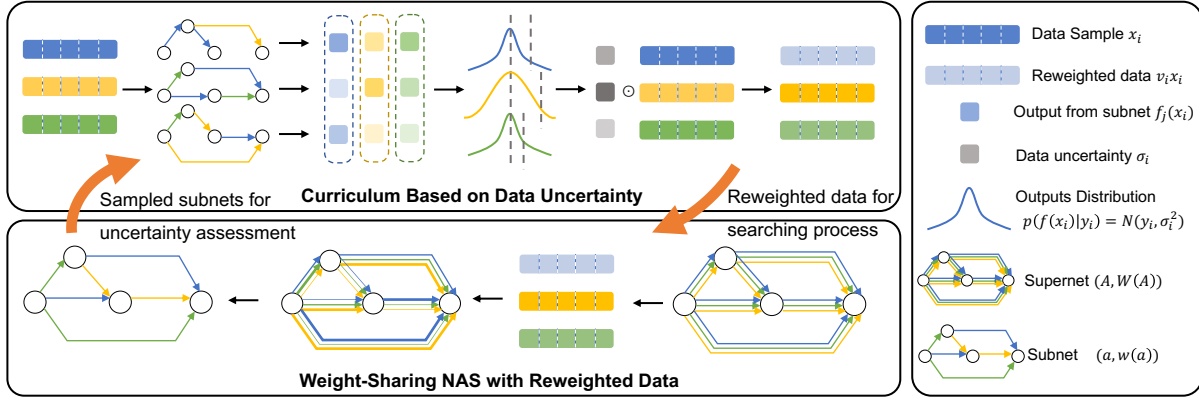 Curriculum Based on Data Uncertainty
Sampled subnets for
uncertainty assessment
Reweighted data for
searching process
Weight-Sharing NAS with Reweighted Data
⊙
Data Sample x_i
Reweighted data v_i x_i
Output from subnet f_j(x_i)
Data uncertainty σ_i
Outputs Distribution
p(f(x_i)|y_i) = N(y_i, σ_i^2)
Supernet (A, W(A))
Subnet (a, w(a))